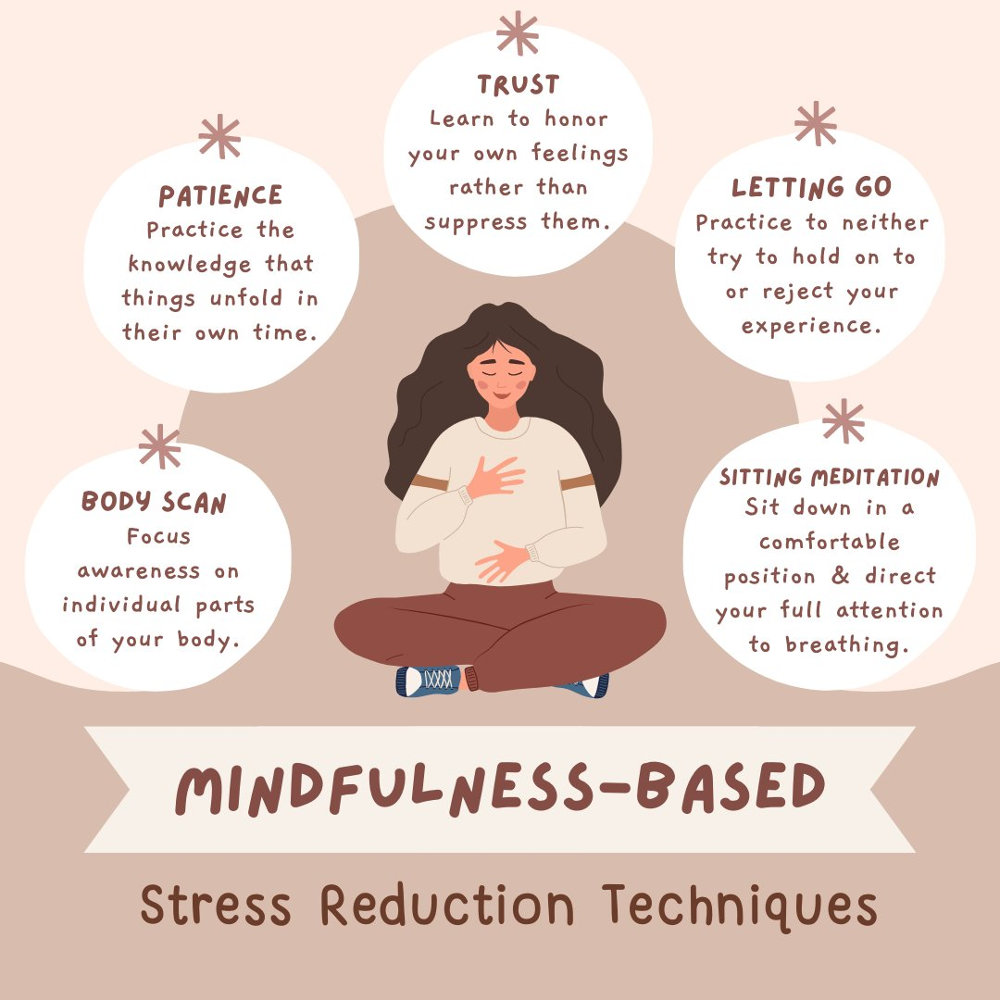 TRUST
Learn to honor
your own feelings
rather than
suppress them.
PATIENCE
Practice the
knowledge that
things unfold in
their own time.
LETTING GO
Practice to neither
try to hold on to
or reject your
experience.
BODY SCAN
Focus
awareness on
individual parts
of your body.
SITTING MEDITATION
Sit down in a
comfortable
position & direct
your full attention
to breathing.
MINDFULNESS-BASED
Stress Reduction Techniques